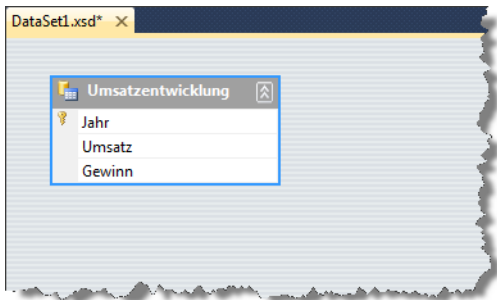 DataSet1.xsd*
Umsatzentwicklung
Jahr
Umsatz
Gewinn